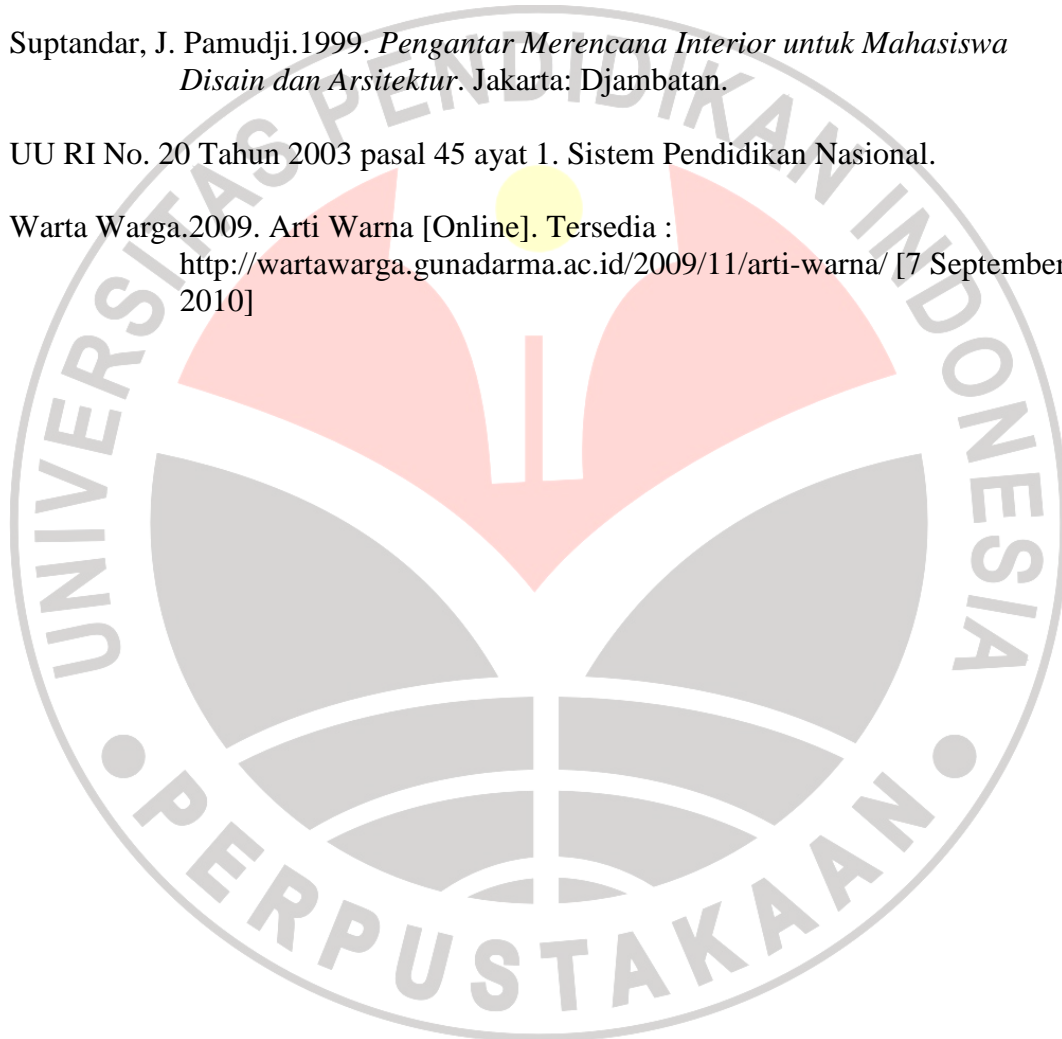 Suptandar, J. Pamudji.1999. Pengantar Merencana Interior untuk Mahasiswa
Disain dan Arsitektur. Jakarta: Djambatan.
UU RI No. 20 Tahun 2003 pasal 45 ayat 1. Sistem Pendidikan Nasional.
Warta Warga.2009. Arti Warna [Online]. Tersedia :
http://wartawarga.gunadarma.ac.id/2009/11/arti-warna/ [7 September
2010]
UNIVERSITAS PENDIDIKAN INDONESIA
PERPUSTAKAAN